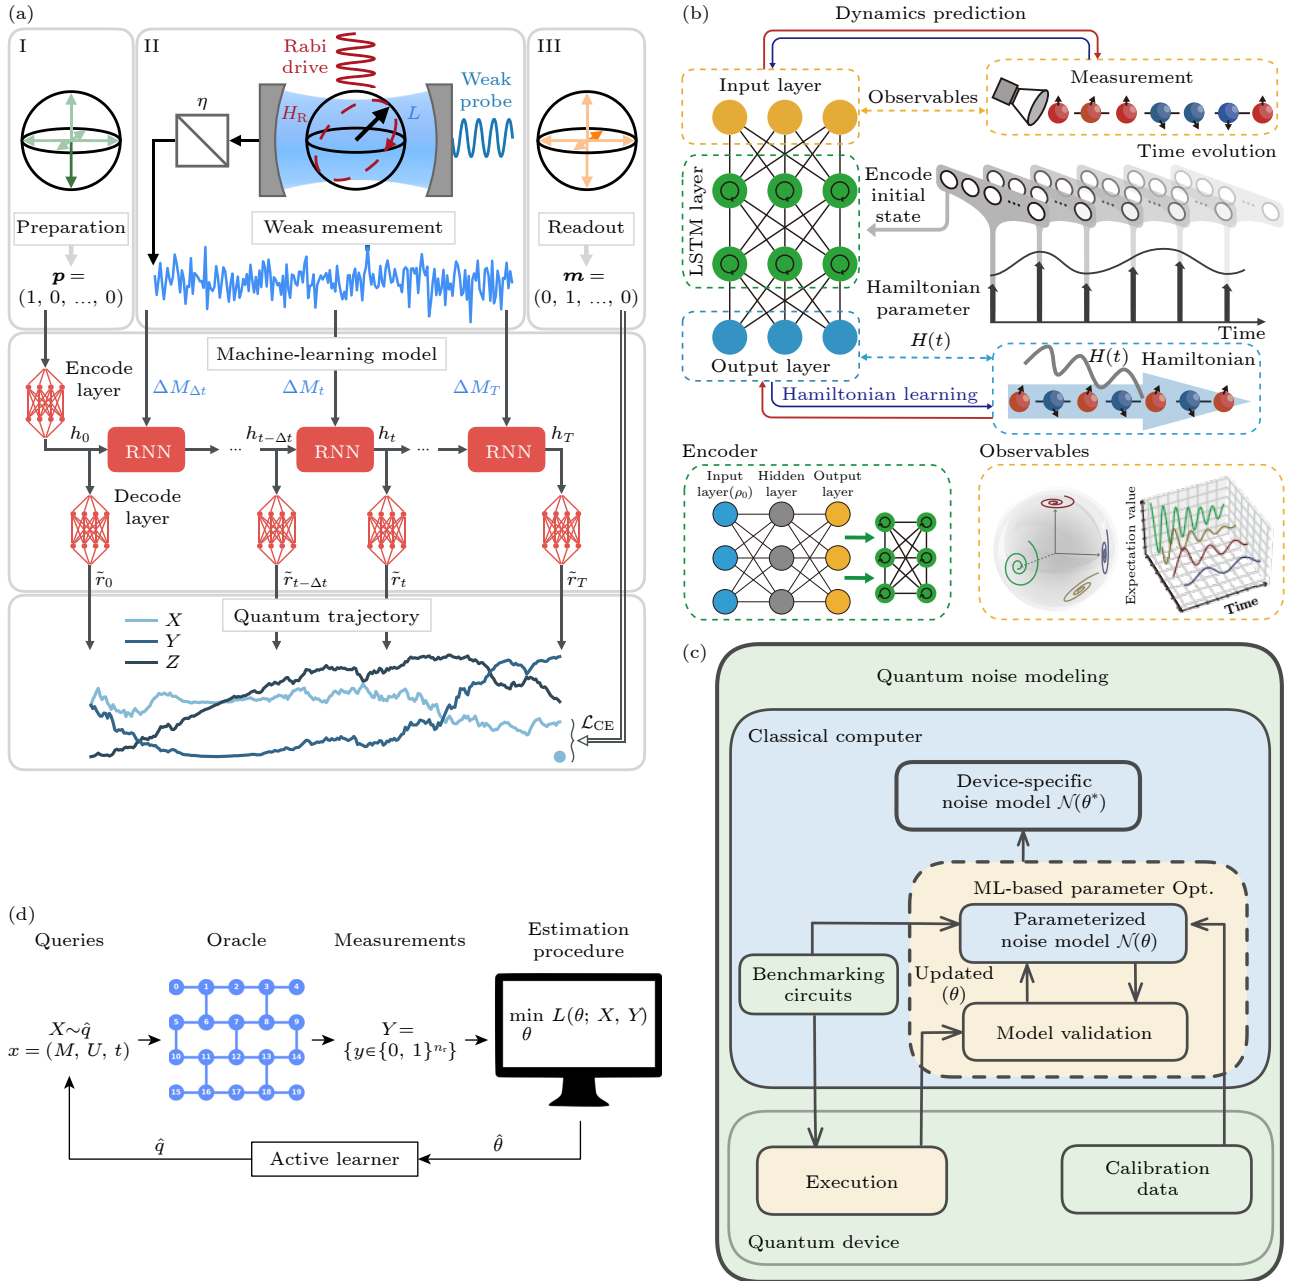 (a)
I
II
III
Rabi
drive
Weak
probe
η
H_R
L
Preparation
Weak measurement
Readout
p =
(1, 0, ..., 0)
m =
(0, 1, ..., 0)
Machine-learning model
Encode
layer
ΔM_Δt
ΔM_t
ΔM_T
h_0
RNN
...
h_{t−Δt}
RNN
h_t
...
RNN
h_T
Decode
layer
r̃_0
r̃_{t−Δt}
r̃_t
r̃_T
Quantum trajectory
X
Y
Z
ℒ_CE
(b)
Dynamics prediction
Input layer
Observables
Measurement
LSTM layer
Encode
initial
state
Time evolution
...
...
...
...
...
...
Hamiltonian
parameter
Time
Output layer
H(t)
Hamiltonian learning
H(t)
Hamiltonian
Encoder
Input
layer(ρ_0)
Hidden
layer
Output
layer
Observables
Expectation value
Time
(c)
Quantum noise modeling
Classical computer
Device-specific
noise model 𝒩(θ*)
ML-based parameter Opt.
Parameterized
noise model 𝒩(θ)
Benchmarking
circuits
Updated
(θ)
Model validation
Execution
Calibration
data
Quantum device
(d)
Queries
Oracle
Measurements
Estimation
procedure
X∼q̂
x = (M, U, t)
0 1 2 3 4
5 6 7 8 9
10 11 12 13 14
15 16 17 18 19
Y =
{y∈{0, 1}^{n_r}}
min L(θ; X, Y)
θ
q̂
Active learner
θ̂